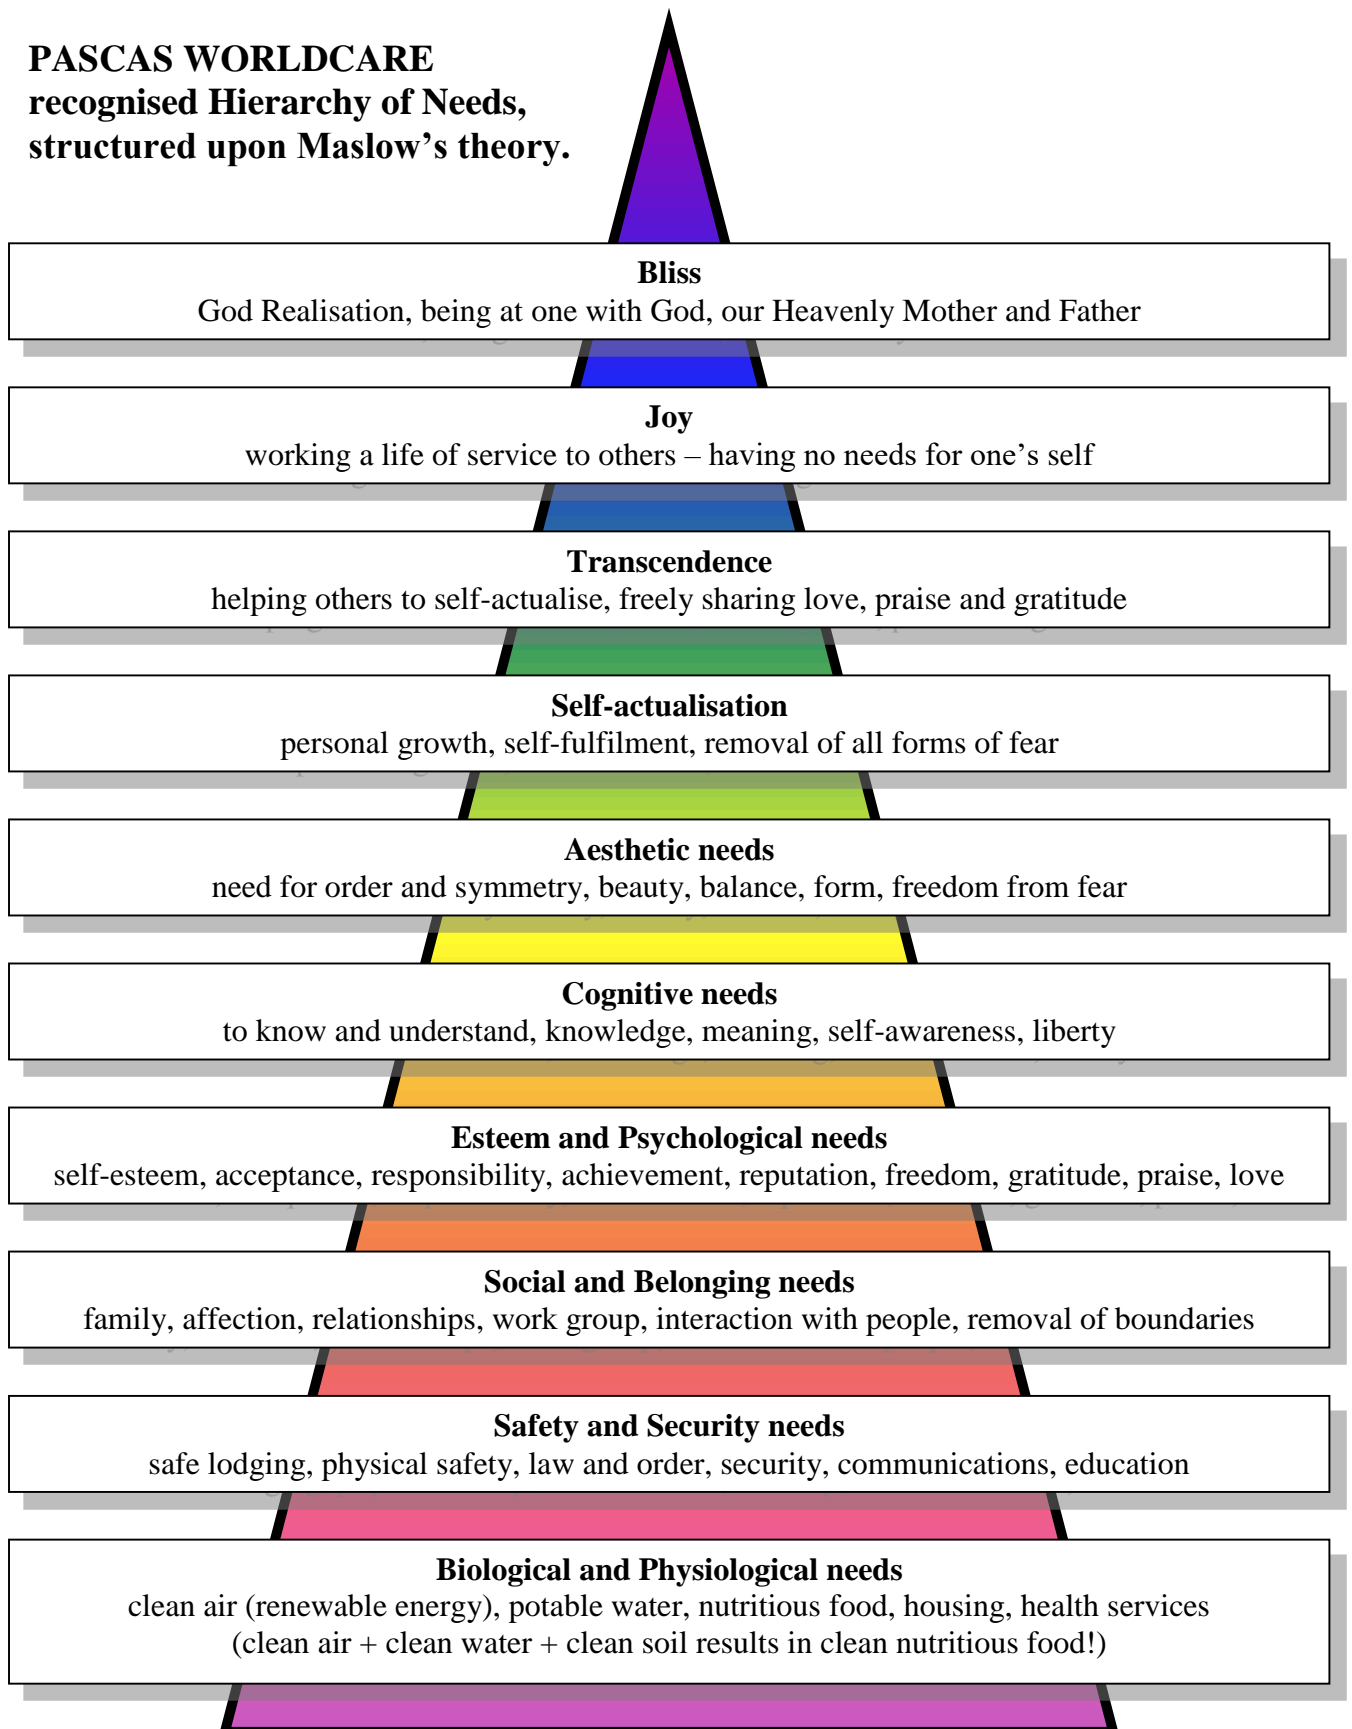 PASCAS WORLDCARE
recognised Hierarchy of Needs,
structured upon Maslow’s theory.
Bliss
God Realisation, being at one with God, our Heavenly Mother and Father
Joy
working a life of service to others – having no needs for one’s self
Transcendence
helping others to self-actualise, freely sharing love, praise and gratitude
Self-actualisation
personal growth, self-fulfilment, removal of all forms of fear
Aesthetic needs
need for order and symmetry, beauty, balance, form, freedom from fear
Cognitive needs
to know and understand, knowledge, meaning, self-awareness, liberty
Esteem and Psychological needs
self-esteem, acceptance, responsibility, achievement, reputation, freedom, gratitude, praise, love
Social and Belonging needs
family, affection, relationships, work group, interaction with people, removal of boundaries
Safety and Security needs
safe lodging, physical safety, law and order, security, communications, education
Biological and Physiological needs
clean air (renewable energy), potable water, nutritious food, housing, health services
(clean air + clean water + clean soil results in clean nutritious food!)